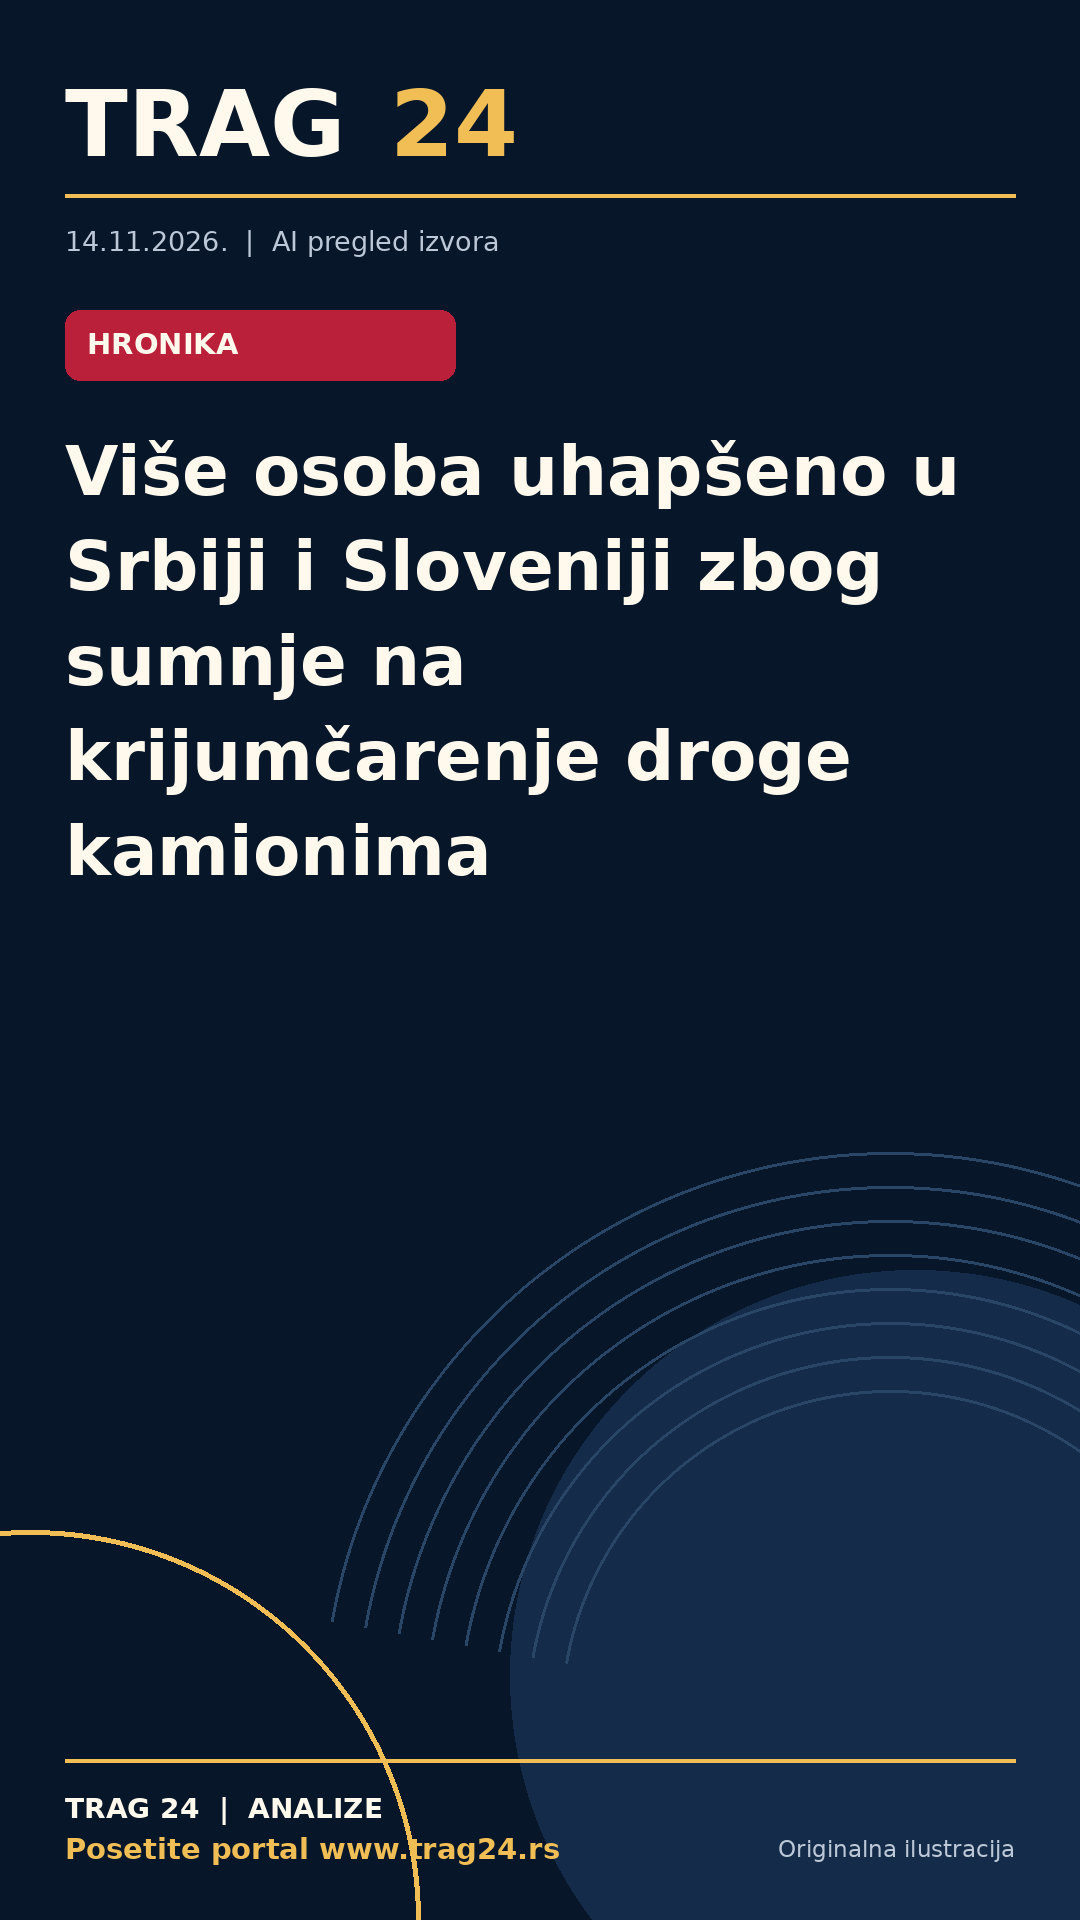 TRAG 24
14.11.2026. | AI pregled izvora
HRONIKA
Više osoba uhapšeno u
Srbiji i Sloveniji zbog
sumnje na
krijumčarenje droge
kamionima
TRAG 24 | ANALIZE
Posetite portal www.trag24.rs
Originalna ilustracija